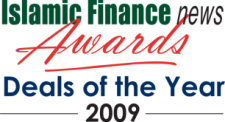 Islamic Finance news
Awards
Deals of the Year
2009